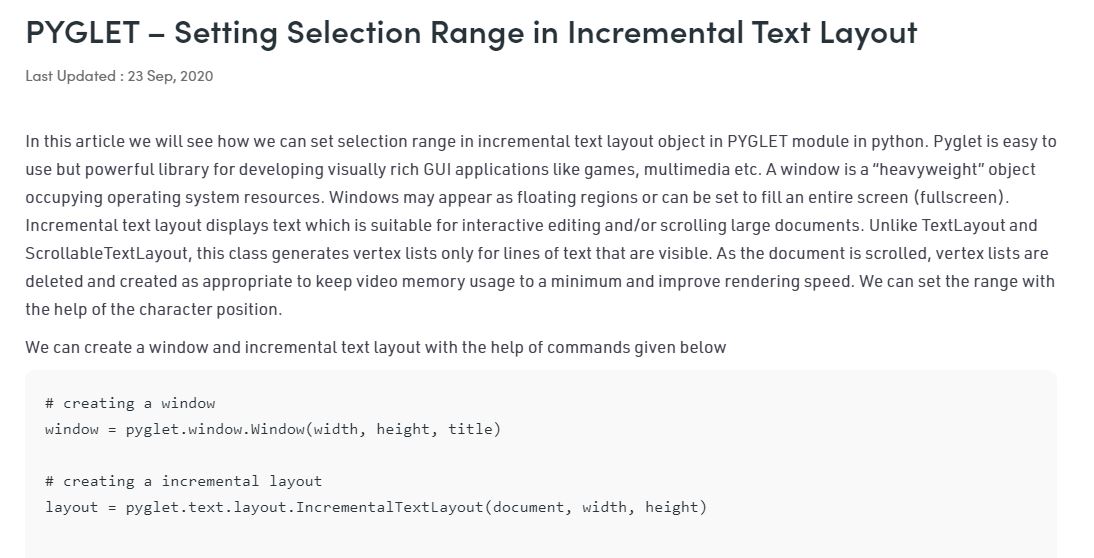 PYGLET – Setting Selection Range in Incremental Text Layout
Last Updated : 23 Sep, 2020
In this article we will see how we can set selection range in incremental text layout object in PYGLET module in python. Pyglet is easy to
use but powerful library for developing visually rich GUI applications like games, multimedia etc. A window is a “heavyweight” object
occupying operating system resources. Windows may appear as floating regions or can be set to fill an entire screen (fullscreen).
Incremental text layout displays text which is suitable for interactive editing and/or scrolling large documents. Unlike TextLayout and
ScrollableTextLayout, this class generates vertex lists only for lines of text that are visible. As the document is scrolled, vertex lists are
deleted and created as appropriate to keep video memory usage to a minimum and improve rendering speed. We can set the range with
the help of the character position.
We can create a window and incremental text layout with the help of commands given below
# creating a window
window = pyglet.window.Window(width, height, title)
# creating a incremental layout
layout = pyglet.text.layout.IncrementalTextLayout(document, width, height)